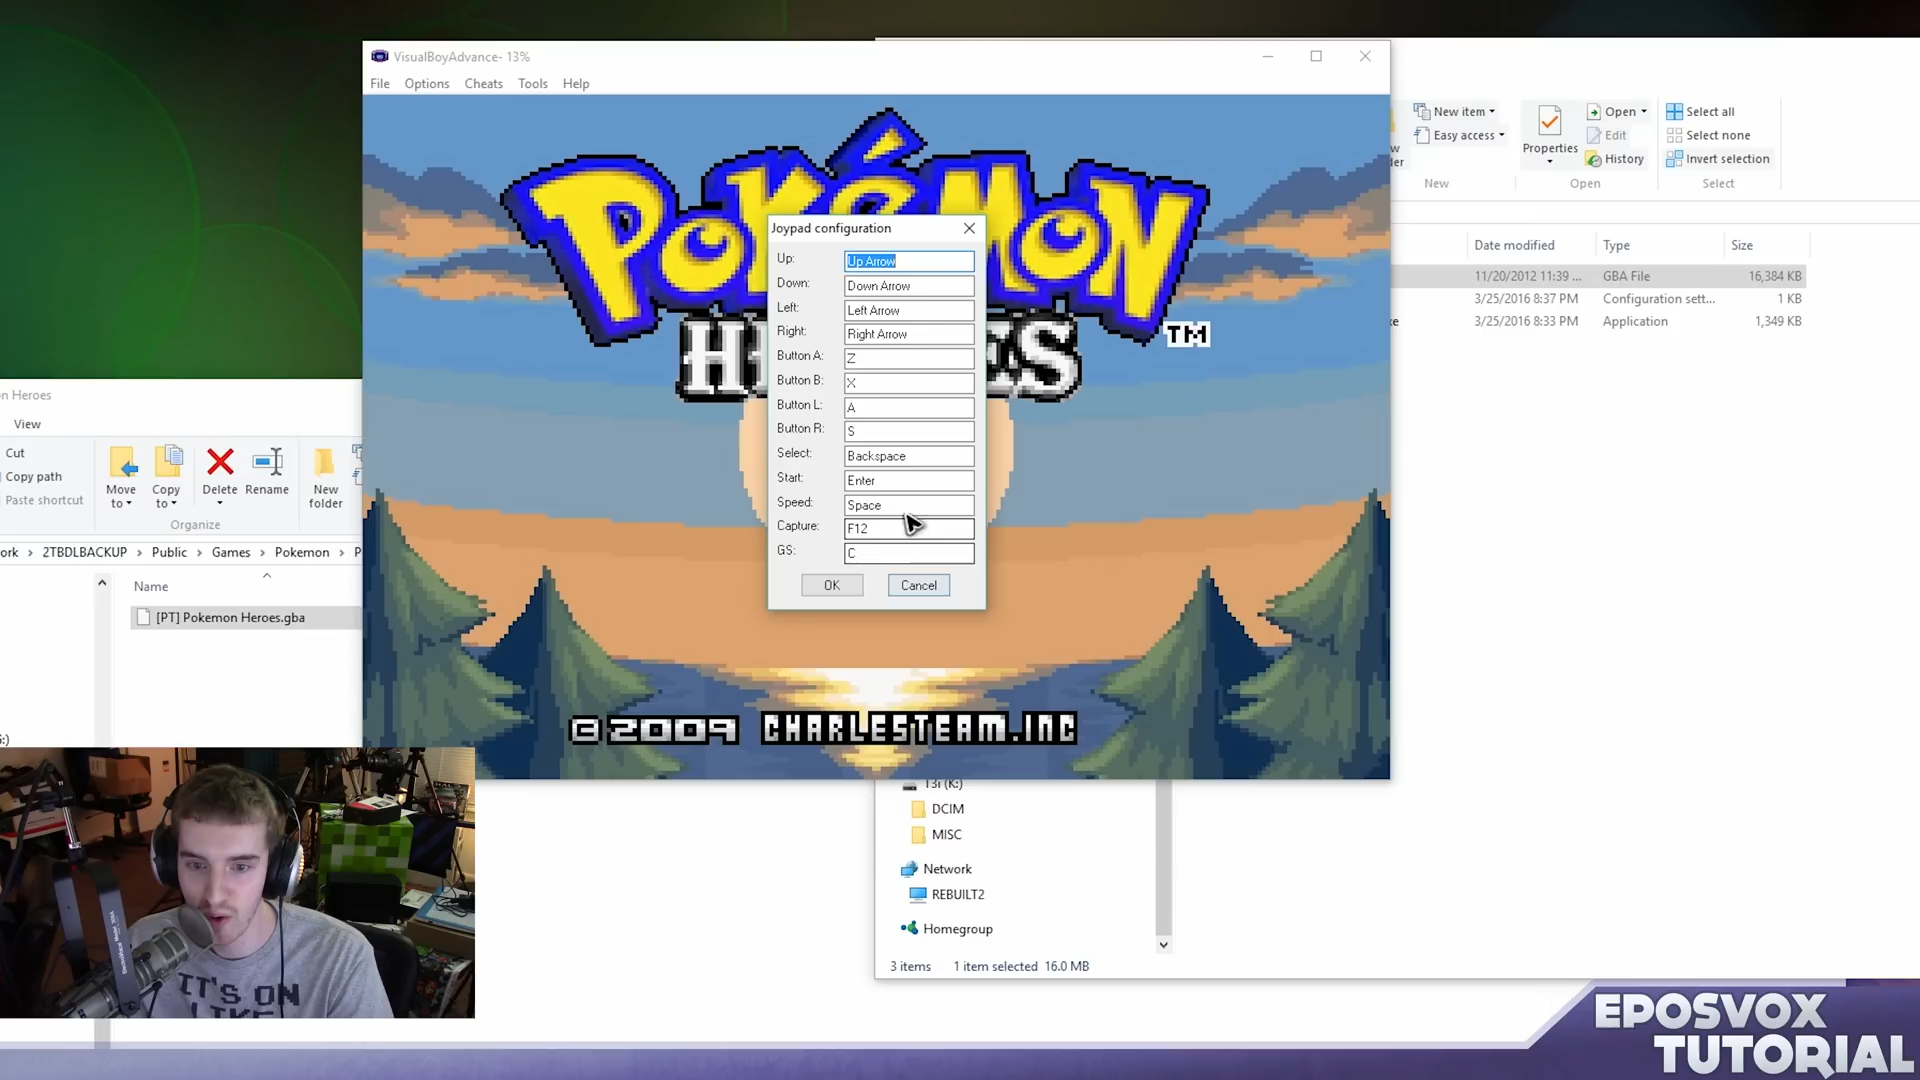 VisualBoyAdvance- 13%
File Options Cheats Tools Help
POKéMON
TM
Joypad configuration
Up: Up Arrow
Down: Down Arrow
Left: Left Arrow
Right: Right Arrow
Button A: Z
Button B: X
Button L: A
Button R: S
Select: Backspace
Start: Enter
Speed: Space
Capture: F12
GS: C
OK Cancel
©2009 CHARLESTEAM.INC
New item
Easy access
New
Properties
Open
Edit
History
Open
Select all
Select none
Invert selection
Select
Date modified Type Size
11/20/2012 11:39 ... GBA File 16,384 KB
3/25/2016 8:37 PM Configuration sett... 1 KB
3/25/2016 8:33 PM Application 1,349 KB
n Heroes
View
Cut
Copy path
Paste shortcut
Move to
Copy to
Delete
Rename
New folder
Organize
ork › 2TBDLBACKUP › Public › Games › Pokemon › P
Name
[PT] Pokemon Heroes.gba
T3i (K:)
DCIM
MISC
Network
REBUILT2
Homegroup
3 items 1 item selected 16.0 MB
IT'S ON
LIKE
EPOSVOX
TUTORIAL